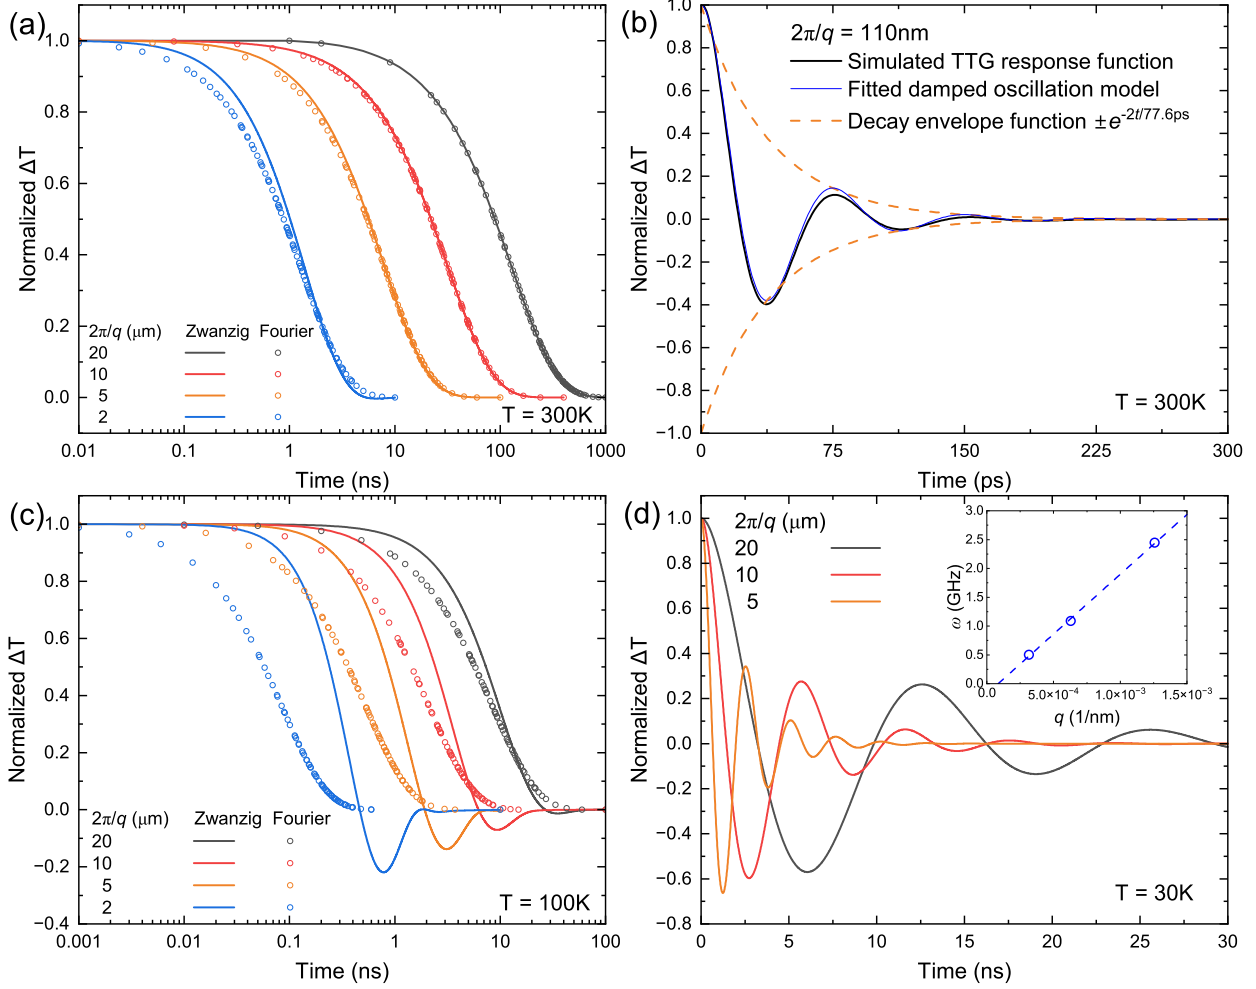 (a)
1.0
0.8
0.6
0.4
0.2
0.0
Normalized ΔT
2π/q (μm) Zwanzig Fourier
20
10
5
2
T = 300K
0.01 0.1 1 10 100 1000
Time (ns)
(b)
1.0
0.8
0.6
0.4
0.2
0.0
−0.2
−0.4
−0.6
−0.8
−1.0
Normalized ΔT
2π/q = 110nm
Simulated TTG response function
Fitted damped oscillation model
Decay envelope function ±e^-2t/77.6ps
T = 300K
0 75 150 225 300
Time (ps)
(c)
1.0
0.8
0.6
0.4
0.2
0.0
−0.2
−0.4
Normalized ΔT
2π/q (μm) Zwanzig Fourier
20
10
5
2
T = 100K
0.001 0.01 0.1 1 10 100
Time (ns)
(d)
1.0
0.8
0.6
0.4
0.2
0.0
−0.2
−0.4
−0.6
−0.8
Normalized ΔT
2π/q (μm)
20
10
5
3.0
2.5
2.0
1.5
1.0
0.5
0.0
ω (GHz)
0.0 5.0×10⁻⁴ 1.0×10⁻³ 1.5×10⁻³
q (1/nm)
T = 30K
0 5 10 15 20 25 30
Time (ns)